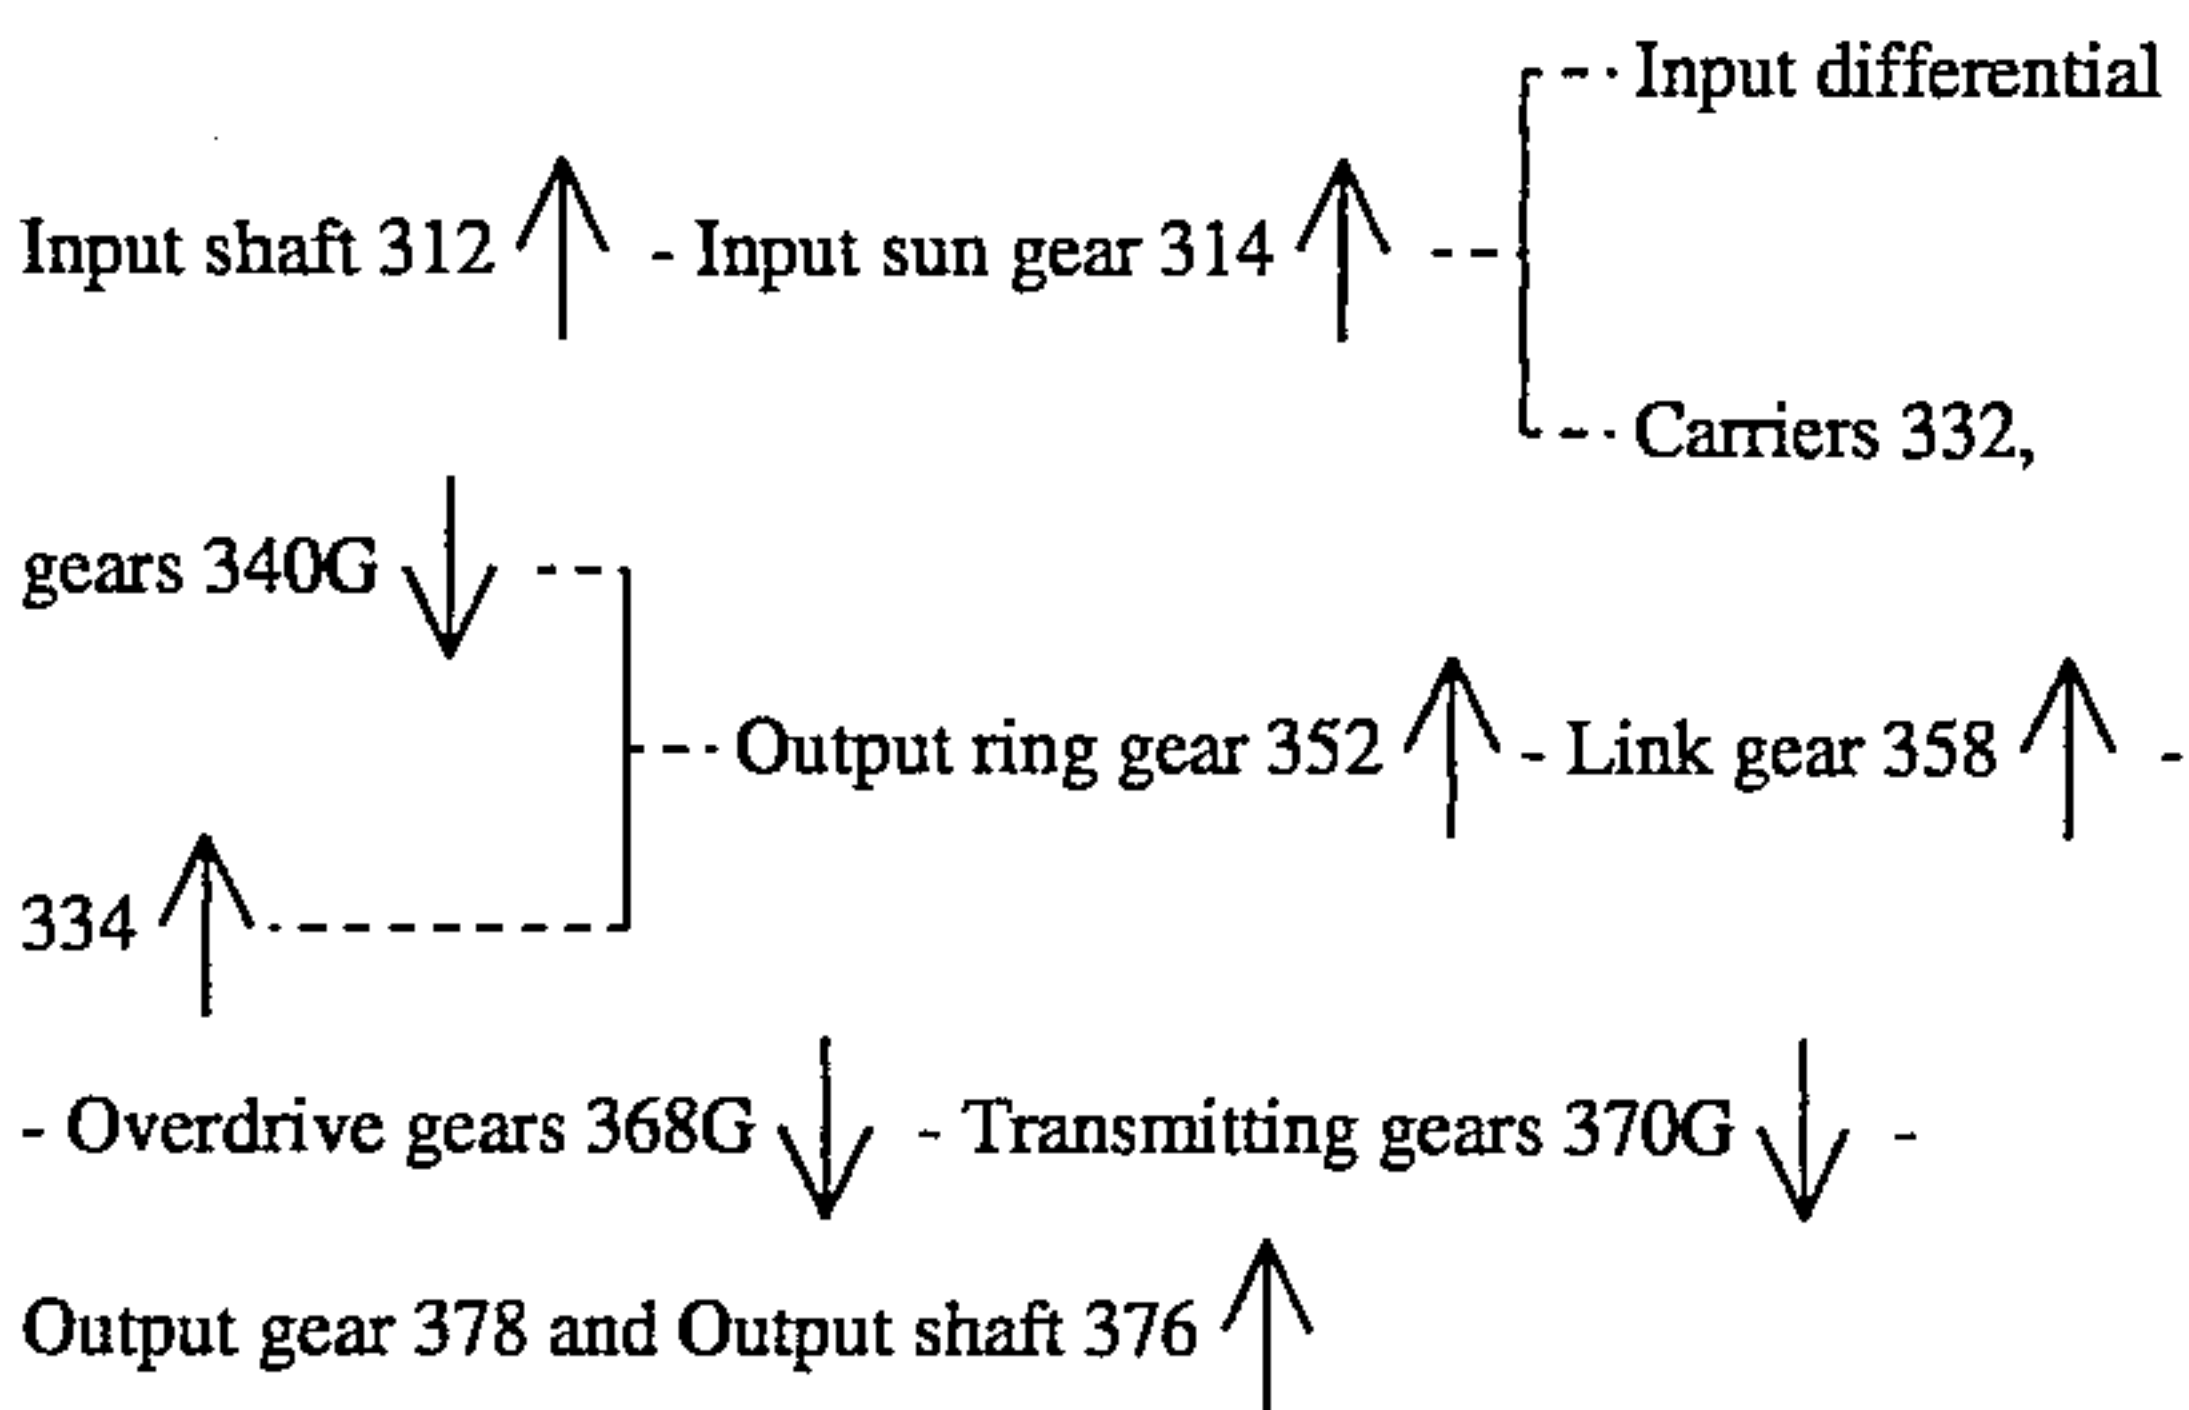 Input differential
Input shaft 312 ↑ - Input sun gear 314 ↑
Carriers 332,
gears 340G ↓
Output ring gear 352 ↑ - Link gear 358 ↑ -
334 ↑
- Overdrive gears 368G ↓ - Transmitting gears 370G ↓ -
Output gear 378 and Output shaft 376 ↑